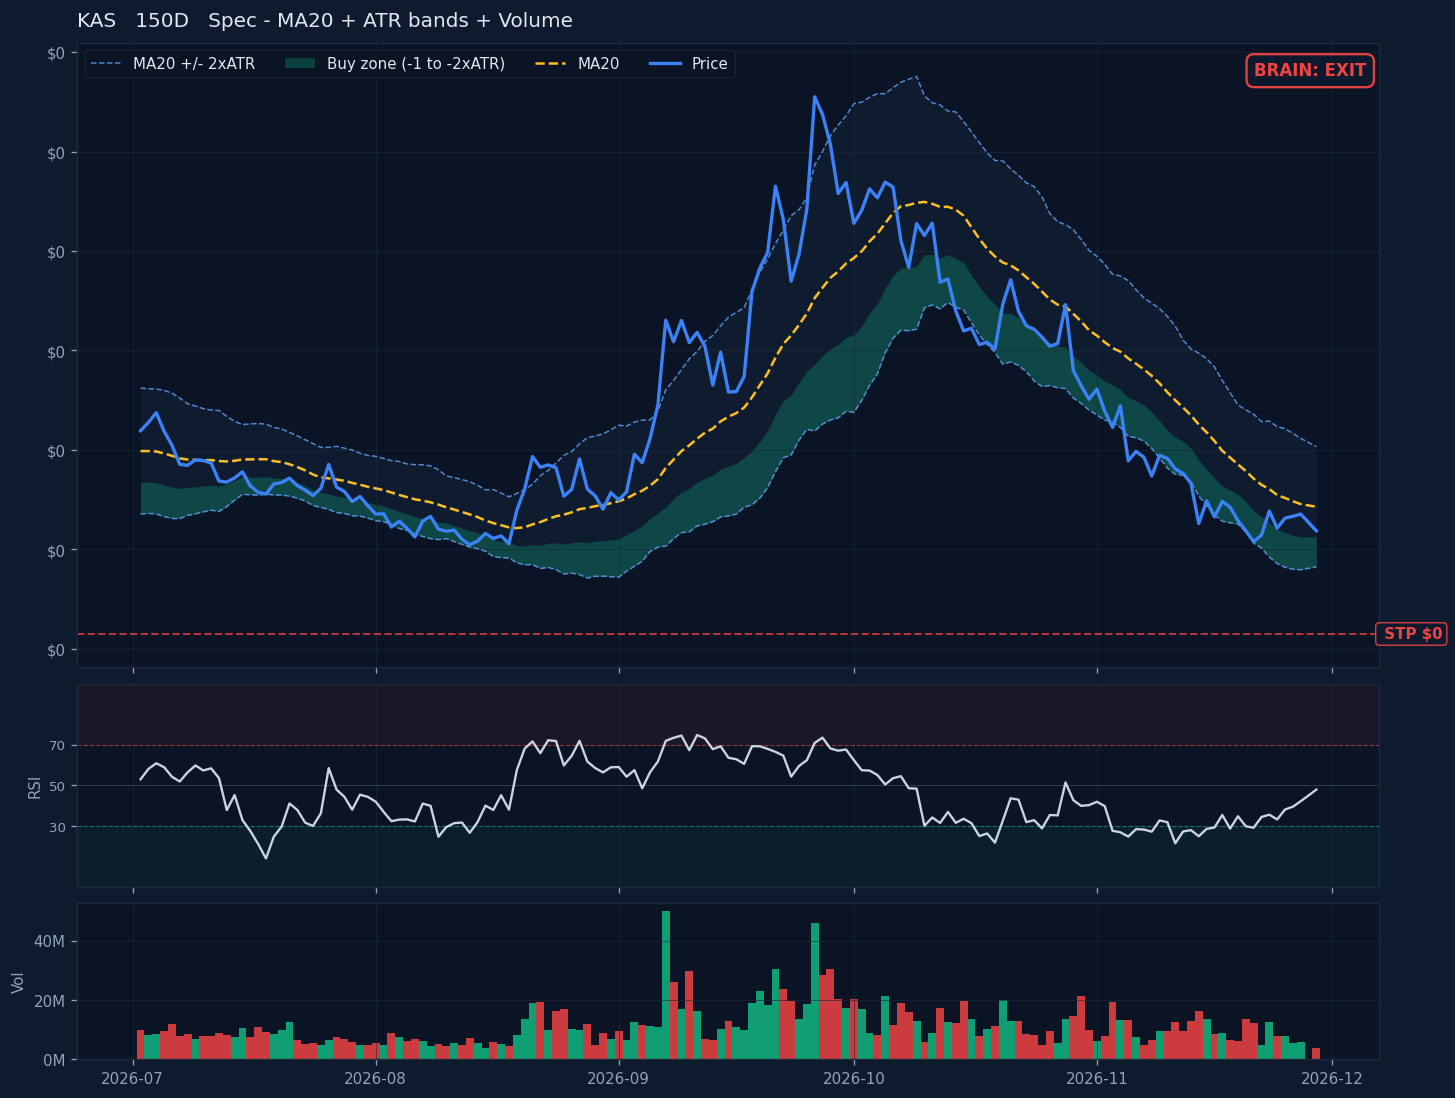 KAS 150D Spec - MA20 + ATR bands + Volume
MA20 +/- 2xATR Buy zone (-1 to -2xATR) MA20 Price
BRAIN: EXIT
$0
$0
$0
$0
$0
$0
$0
STP $0
70
50
30
RSI
40M
20M
0M
Vol
2026-07 2026-08 2026-09 2026-10 2026-11 2026-12